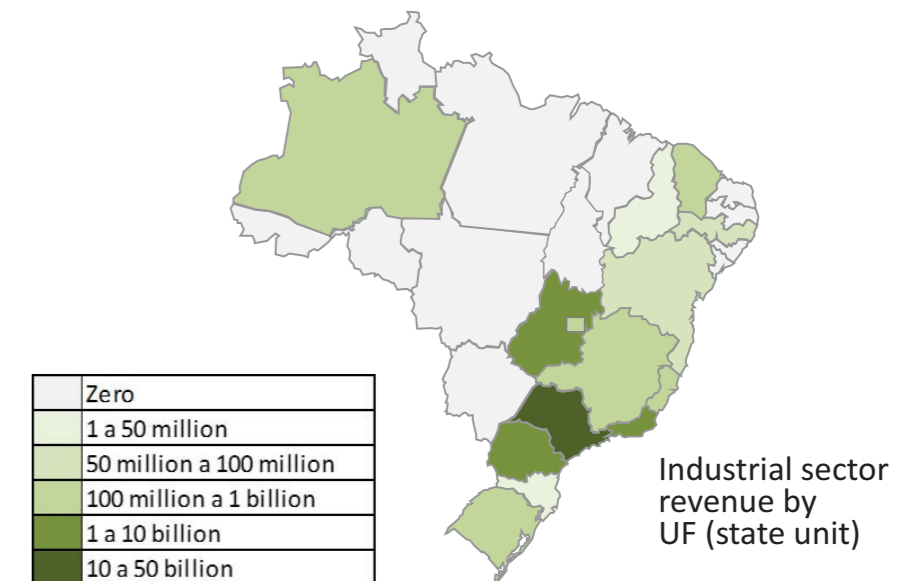 Zero
1 a 50 million
50 million a 100 million
100 million a 1 billion
1 a 10 billion
10 a 50 billion
Industrial sector
revenue by
UF (state unit)